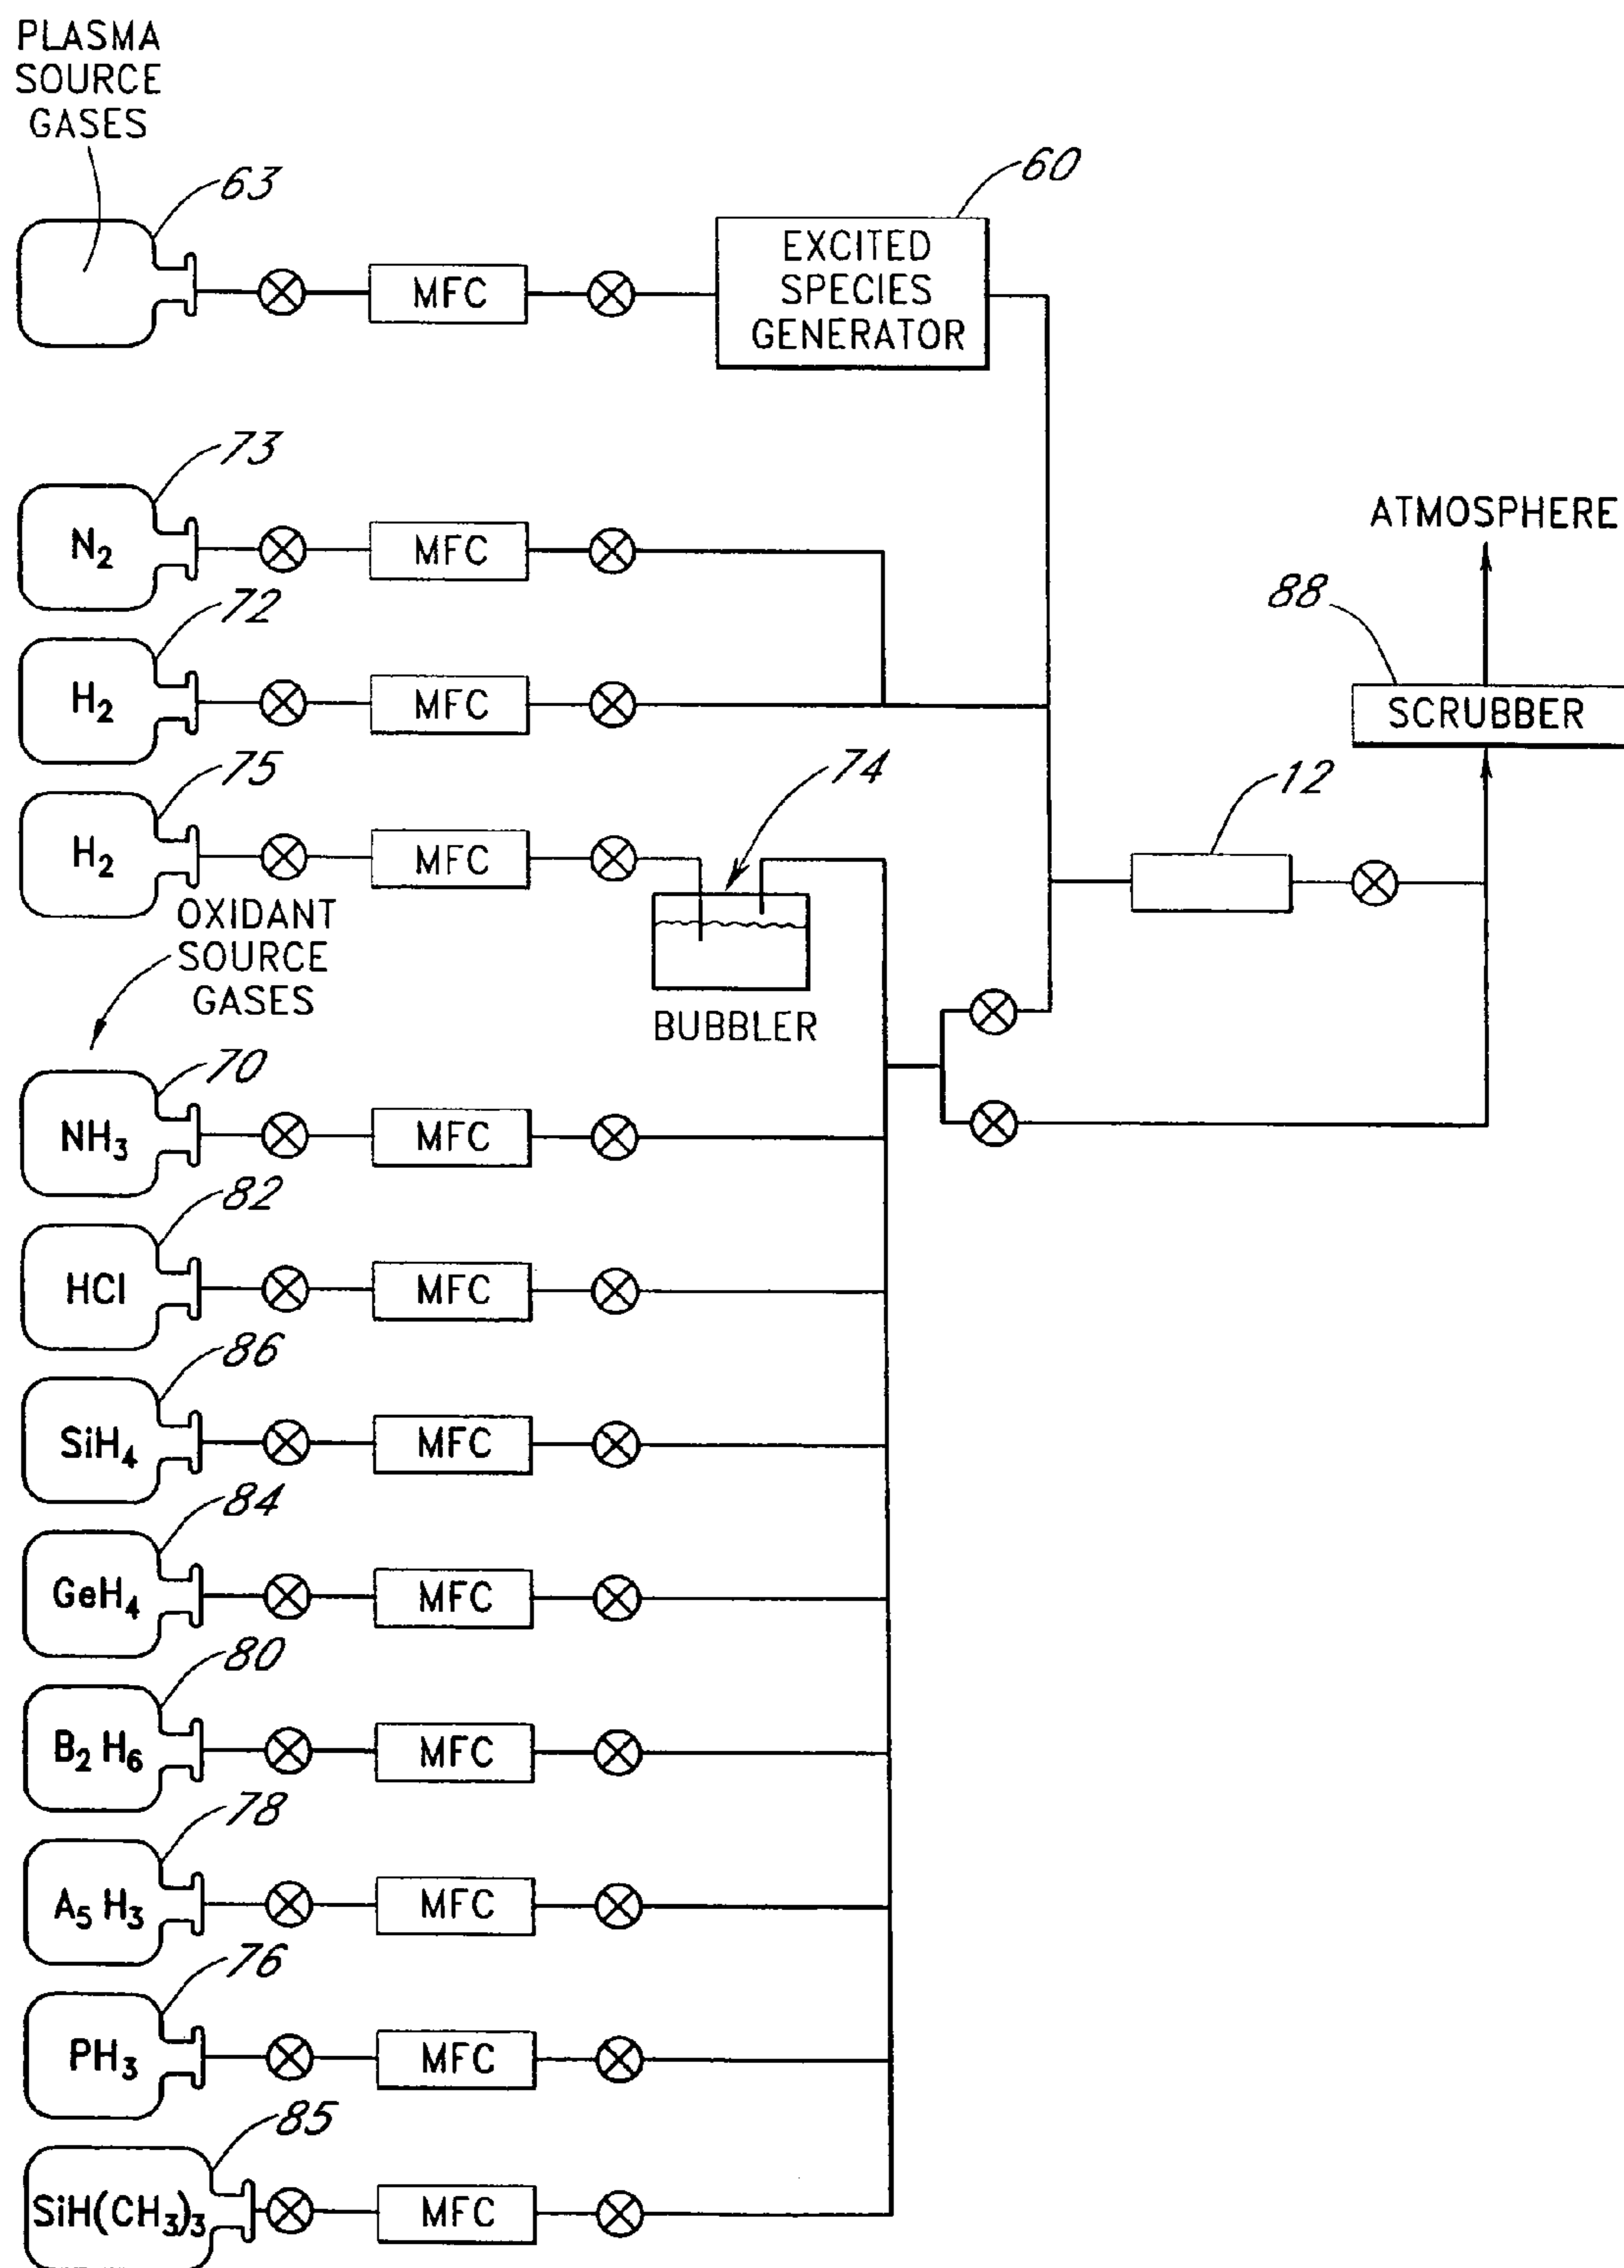 PLASMA
SOURCE
GASES
63
MFC
60
EXCITED
SPECIES
GENERATOR
73
N2
MFC
72
H2
MFC
75
H2
MFC
74
BUBBLER
ATMOSPHERE
88
SCRUBBER
12
OXIDANT
SOURCE
GASES
70
NH3
MFC
82
HCl
MFC
86
SiH4
MFC
84
GeH4
MFC
80
B2 H6
MFC
78
A5 H3
MFC
76
PH3
MFC
85
SiH(CH3)3
MFC